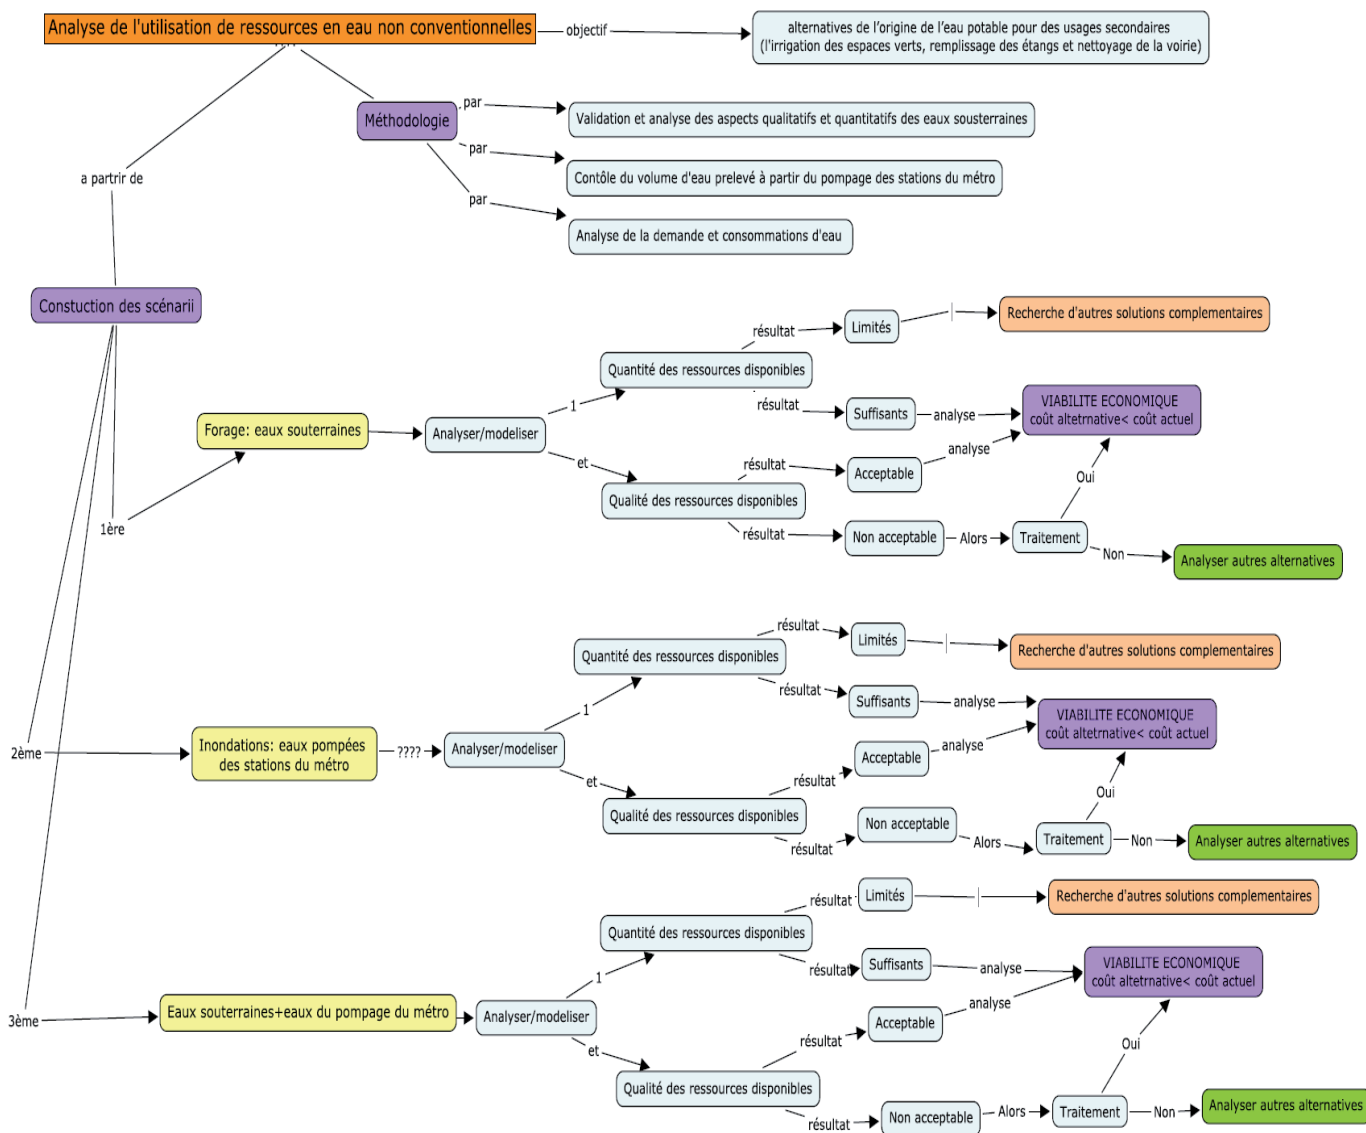 Analyse de l'utilisation de ressources en eau non conventionnelles
objectif
alternatives de l'origine de l'eau potable pour des usages secondaires
(l'irrigation des espaces verts, remplissage des étangs et nettoyage de la voirie)
Méthodologie
par
Validation et analyse des aspects qualitatifs et quantitatifs des eaux sousterraines
par
Contôle du volume d'eau prelevé à partir du pompage des stations du métro
par
Analyse de la demande et consommations d'eau
a partrir de
Constuction des scénarii
1ère
Forage: eaux souterraines
Analyser/modeliser
1
Quantité des ressources disponibles
résultat
Limités
Recherche d'autres solutions complementaires
résultat
Suffisants
analyse
VIABILITE ECONOMIQUE
coût altetrnative< coût actuel
et
Qualité des ressources disponibles
résultat
Acceptable
analyse
résultat
Non acceptable
Alors
Traitement
Oui
Non
Analyser autres alternatives
2ème
Inondations: eaux pompées
des stations du métro
????
Analyser/modeliser
1
Quantité des ressources disponibles
résultat
Limités
Recherche d'autres solutions complementaires
résultat
Suffisants
analyse
VIABILITE ECONOMIQUE
coût altetrnative< coût actuel
et
Qualité des ressources disponibles
résultat
Acceptable
analyse
résultat
Non acceptable
Alors
Traitement
Oui
Non
Analyser autres alternatives
3ème
Eaux souterraines+eaux du pompage du métro
Analyser/modeliser
1
Quantité des ressources disponibles
résultat
Limités
Recherche d'autres solutions complementaires
résultat
Suffisants
analyse
VIABILITE ECONOMIQUE
coût altetrnative< coût actuel
et
Qualité des ressources disponibles
résultat
Acceptable
analyse
résultat
Non acceptable
Alors
Traitement
Oui
Non
Analyser autres alternatives